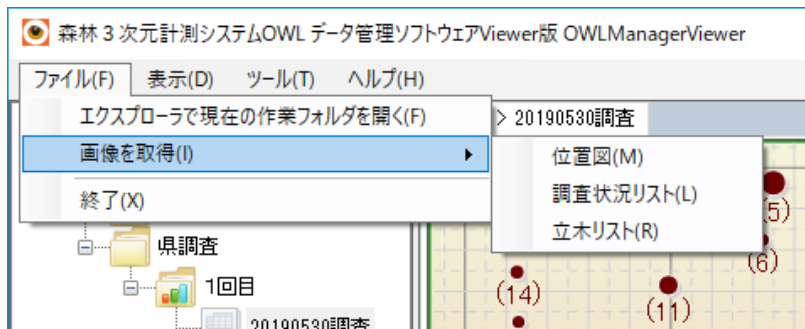 森林３次元計測システムOWL データ管理ソフトウェアViewer版 OWLManagerViewer
ファイル(F) 表示(D) ツール(T) ヘルプ(H)
エクスプローラで現在の作業フォルダを開く(F)
> 20190530調査
画像を取得(I)
位置図(M)
調査状況リスト(L)
立木リスト(R)
終了(X)
(5)
(6)
県調査
1回目
(14)
(11)
20190530調査